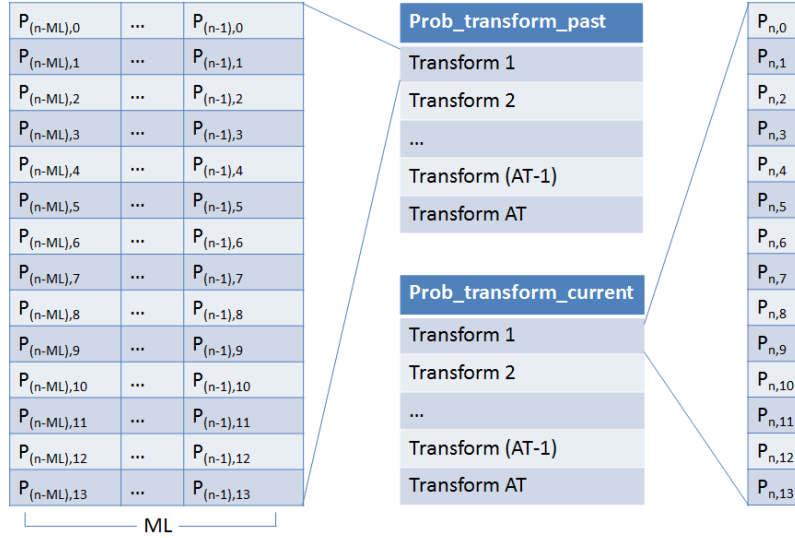 P(n-ML),0 ... P(n-1),0
P(n-ML),1 ... P(n-1),1
P(n-ML),2 ... P(n-1),2
P(n-ML),3 ... P(n-1),3
P(n-ML),4 ... P(n-1),4
P(n-ML),5 ... P(n-1),5
P(n-ML),6 ... P(n-1),6
P(n-ML),7 ... P(n-1),7
P(n-ML),8 ... P(n-1),8
P(n-ML),9 ... P(n-1),9
P(n-ML),10 ... P(n-1),10
P(n-ML),11 ... P(n-1),11
P(n-ML),12 ... P(n-1),12
P(n-ML),13 ... P(n-1),13
ML
Prob_transform_past
Transform 1
Transform 2
...
Transform (AT-1)
Transform AT
Prob_transform_current
Transform 1
Transform 2
...
Transform (AT-1)
Transform AT
Pn,0
Pn,1
Pn,2
Pn,3
Pn,4
Pn,5
Pn,6
Pn,7
Pn,8
Pn,9
Pn,10
Pn,11
Pn,12
Pn,13